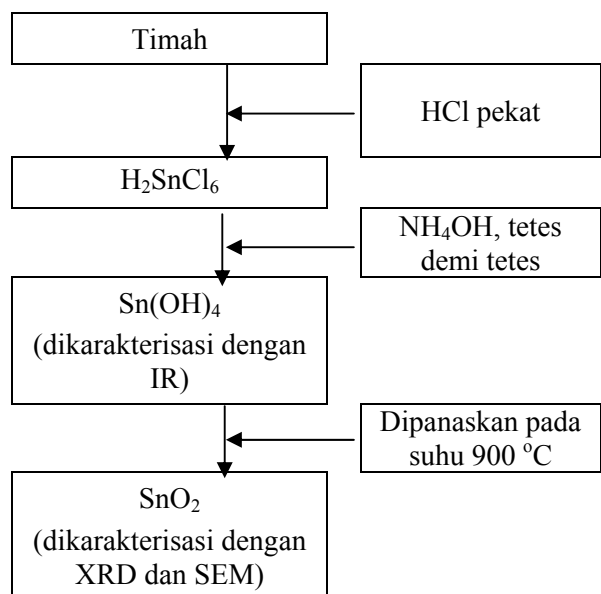 Timah
HCl pekat
H₂SnCl₆
NH₄OH, tetes
demi tetes
Sn(OH)₄
(dikarakterisasi dengan
IR)
Dipanaskan pada
suhu 900 °C
SnO₂
(dikarakterisasi dengan
XRD dan SEM)